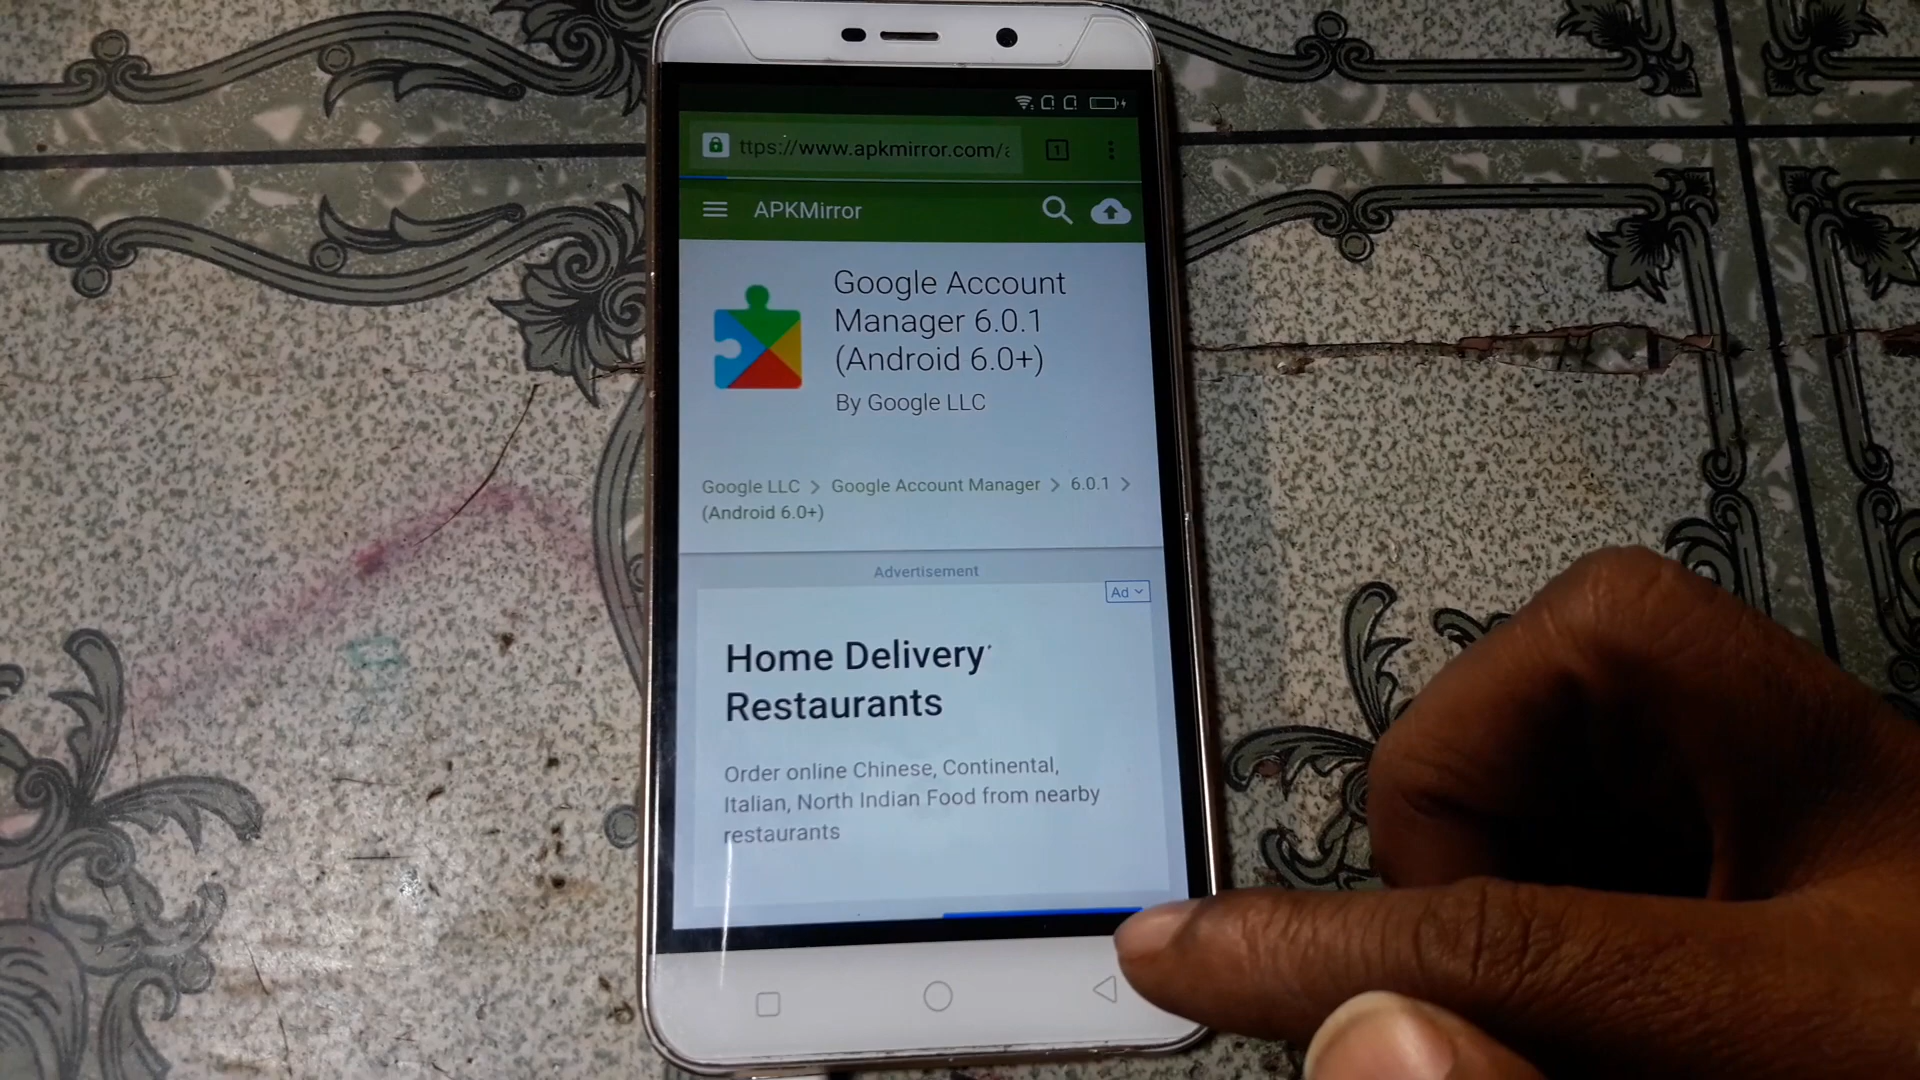 ttps://www.apkmirror.com/a
1
APKMirror
Google Account
Manager 6.0.1
(Android 6.0+)
By Google LLC
Google LLC > Google Account Manager > 6.0.1 >
(Android 6.0+)
Advertisement
Ad
Home Delivery
Restaurants
Order online Chinese, Continental,
Italian, North Indian Food from nearby
restaurants